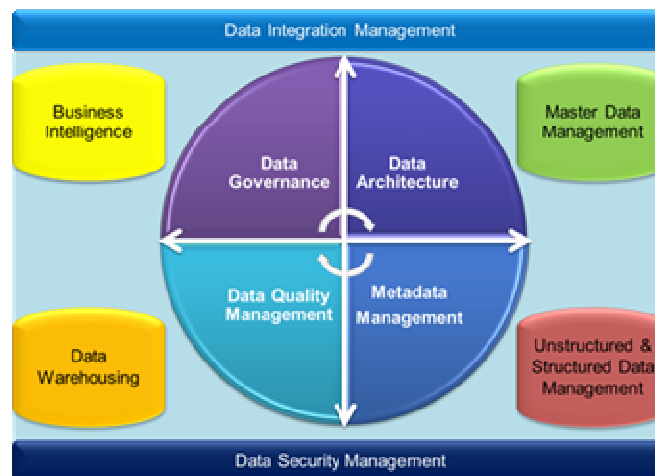 Data Integration Management
Business
Intelligence
Master Data
Management
Data
Governance
Data
Architecture
Data Quality
Management
Metadata
Management
Data
Warehousing
Unstructured &
Structured Data
Management
Data Security Management